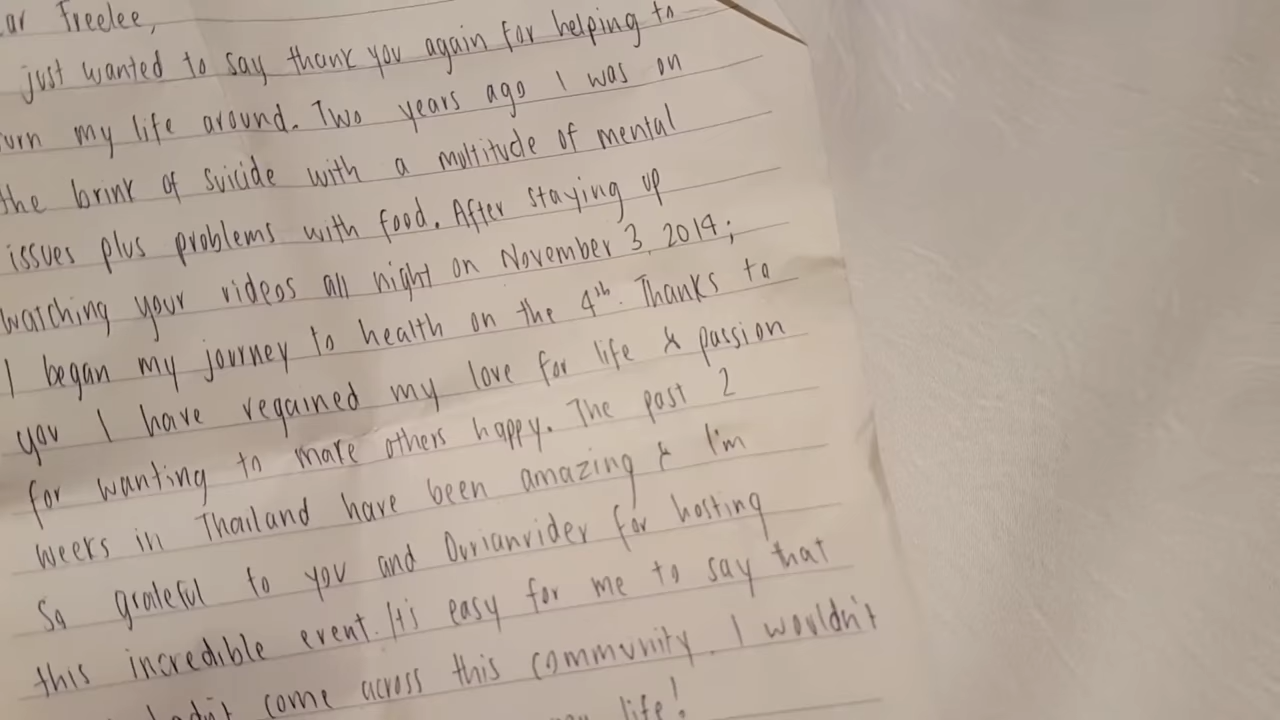 ar Freelee,
just wanted to say thank you again for helping to
urn my life around. Two years ago I was on
the brink of suicide with a multitude of mental
issues plus problems with food. After staying up
watching your videos all night on November 3, 2014;
I began my journey to health on the 4th. Thanks to
you I have regained my love for life & passion
for wanting to make others happy. The past 2
weeks in Thailand have been amazing & I'm
so grateful to you and Durianrider for hosting
this incredible event. It's easy for me to say that
hadn't come across this community. I wouldn't
life!